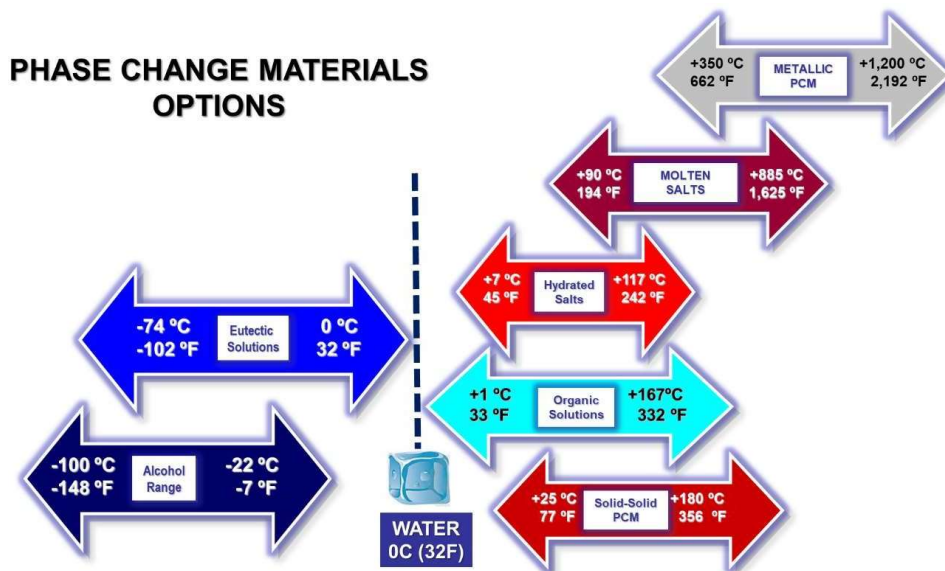 PHASE CHANGE MATERIALS
OPTIONS
+350 ºC
662 ºF
METALLIC
PCM
+1,200 ºC
2,192 ºF
+90 ºC
194 ºF
MOLTEN
SALTS
+885 ºC
1,625 ºF
+7 ºC
45 ºF
Hydrated
Salts
+117 ºC
242 ºF
-74 ºC
-102 ºF
Eutectic
Solutions
0 ºC
32 ºF
+1 ºC
33 ºF
Organic
Solutions
+167ºC
332 ºF
-100 ºC
-148 ºF
Alcohol
Range
-22 ºC
-7 ºF
+25 ºC
77 ºF
Solid-Solid
PCM
+180 ºC
356 ºF
WATER
0C (32F)